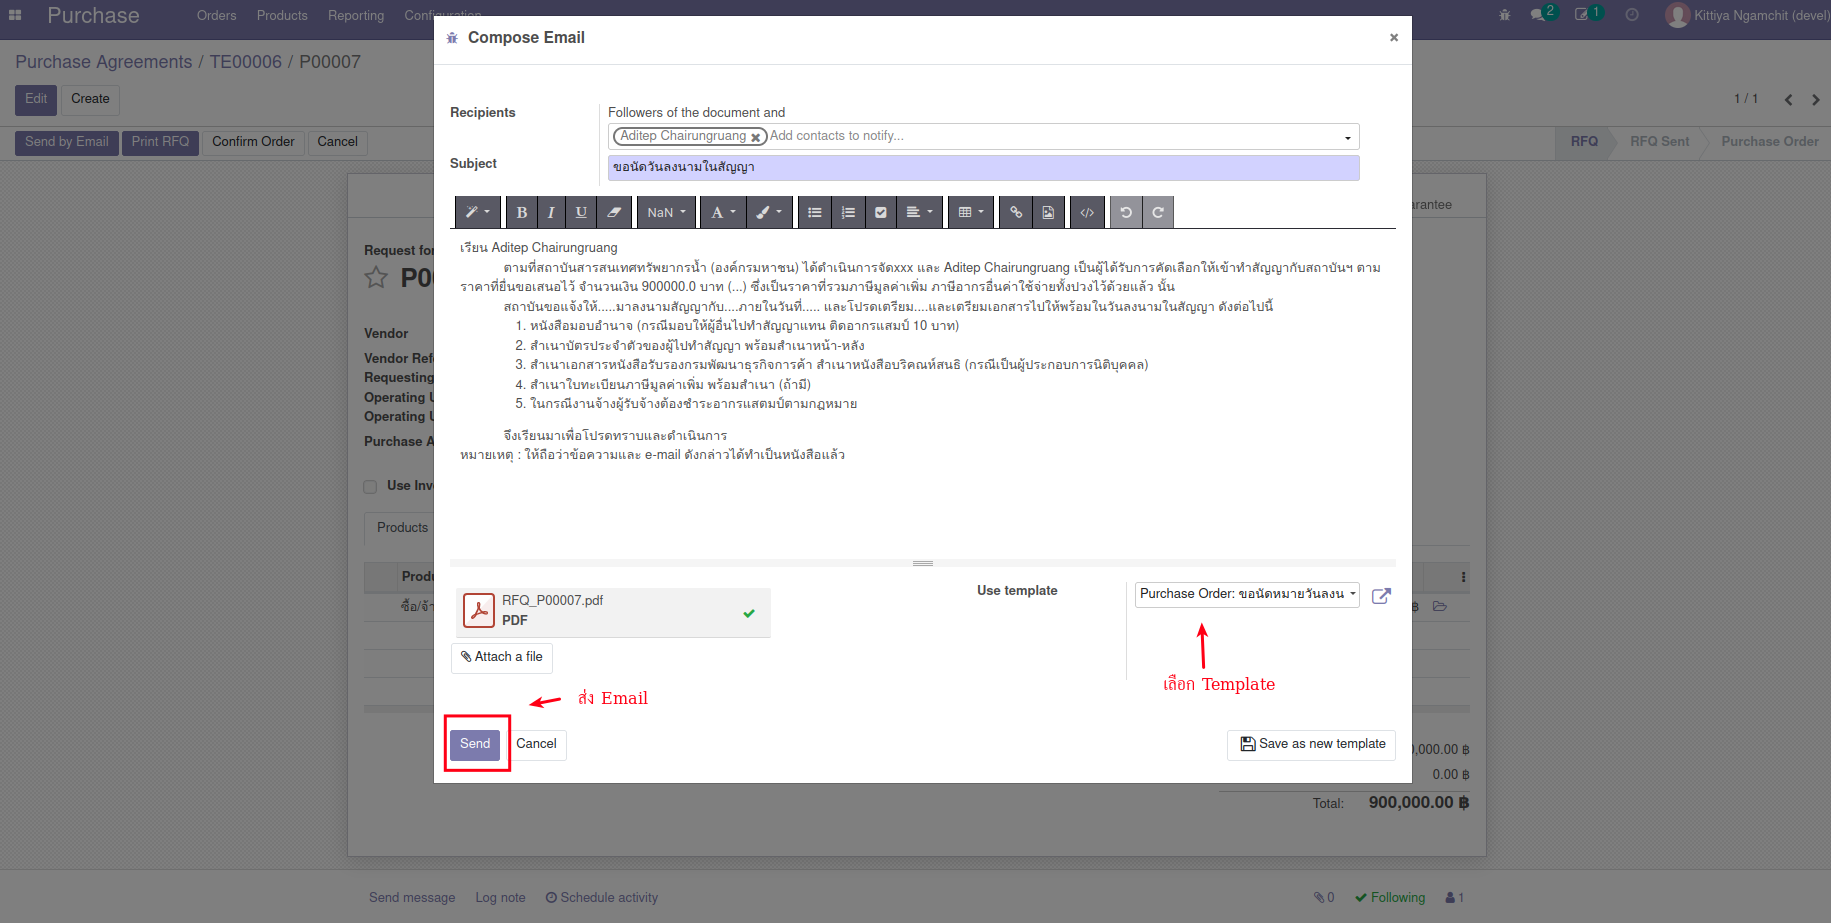 Purchase
Orders Products Reporting Configuration
2 1 Kittiya Ngamchit (devel)
Compose Email
×
Purchase Agreements / TE00006 / P00007
Edit Create
1 / 1
Send by Email Print RFQ Confirm Order Cancel
RFQ RFQ Sent Purchase Order
Recipients
Followers of the document and
Aditep Chairungruang Add contacts to notify...
Subject
ขอนัดวันลงนามในสัญญา
B I U NaN A
Request for
P0
Vendor
Vendor Refe
Requesting
Operating U
Operating U
Purchase A
Use Inv
Products
Produ
ซื้อ/จ้า
เรียน Aditep Chairungruang
ตามที่สถาบันสารสนเทศทรัพยากรน้ำ (องค์กรมหาชน) ได้ดำเนินการจัดxxx และ Aditep Chairungruang เป็นผู้ได้รับการคัดเลือกให้เข้าทำสัญญากับสถาบันฯ ตาม
ราคาที่ยื่นขอเสนอไว้ จำนวนเงิน 900000.0 บาท (...) ซึ่งเป็นราคาที่รวมภาษีมูลค่าเพิ่ม ภาษีอากรอื่นค่าใช้จ่ายทั้งปวงไว้ด้วยแล้ว นั้น
สถาบันขอแจ้งให้.....มาลงนามสัญญากับ....ภายในวันที่..... และโปรดเตรียม....และเตรียมเอกสารไปให้พร้อมในวันลงนามในสัญญา ดังต่อไปนี้
1. หนังสือมอบอำนาจ (กรณีมอบให้ผู้อื่นไปทำสัญญาแทน ติดอากรแสมป์ 10 บาท)
2. สำเนาบัตรประจำตัวของผู้ไปทำสัญญา พร้อมสำเนาหน้า-หลัง
3. สำเนาเอกสารหนังสือรับรองกรมพัฒนาธุรกิจการค้า สำเนาหนังสือบริคณห์สนธิ (กรณีเป็นผู้ประกอบการนิติบุคคล)
4. สำเนาใบทะเบียนภาษีมูลค่าเพิ่ม พร้อมสำเนา (ถ้ามี)
5. ในกรณีงานจ้างผู้รับจ้างต้องชำระอากรแสตมป์ตามกฎหมาย
จึงเรียนมาเพื่อโปรดทราบและดำเนินการ
หมายเหตุ : ให้ถือว่าข้อความและ e-mail ดังกล่าวได้ทำเป็นหนังสือแล้ว
arantee
RFQ_P00007.pdf
PDF
Attach a file
Use template
Purchase Order: ขอนัดหมายวันลงน
฿
เลือก Template
ส่ง Email
Send Cancel
Save as new template
0,000.00 ฿
0.00 ฿
Total: 900,000.00 ฿
Send message Log note Schedule activity
0 Following 1